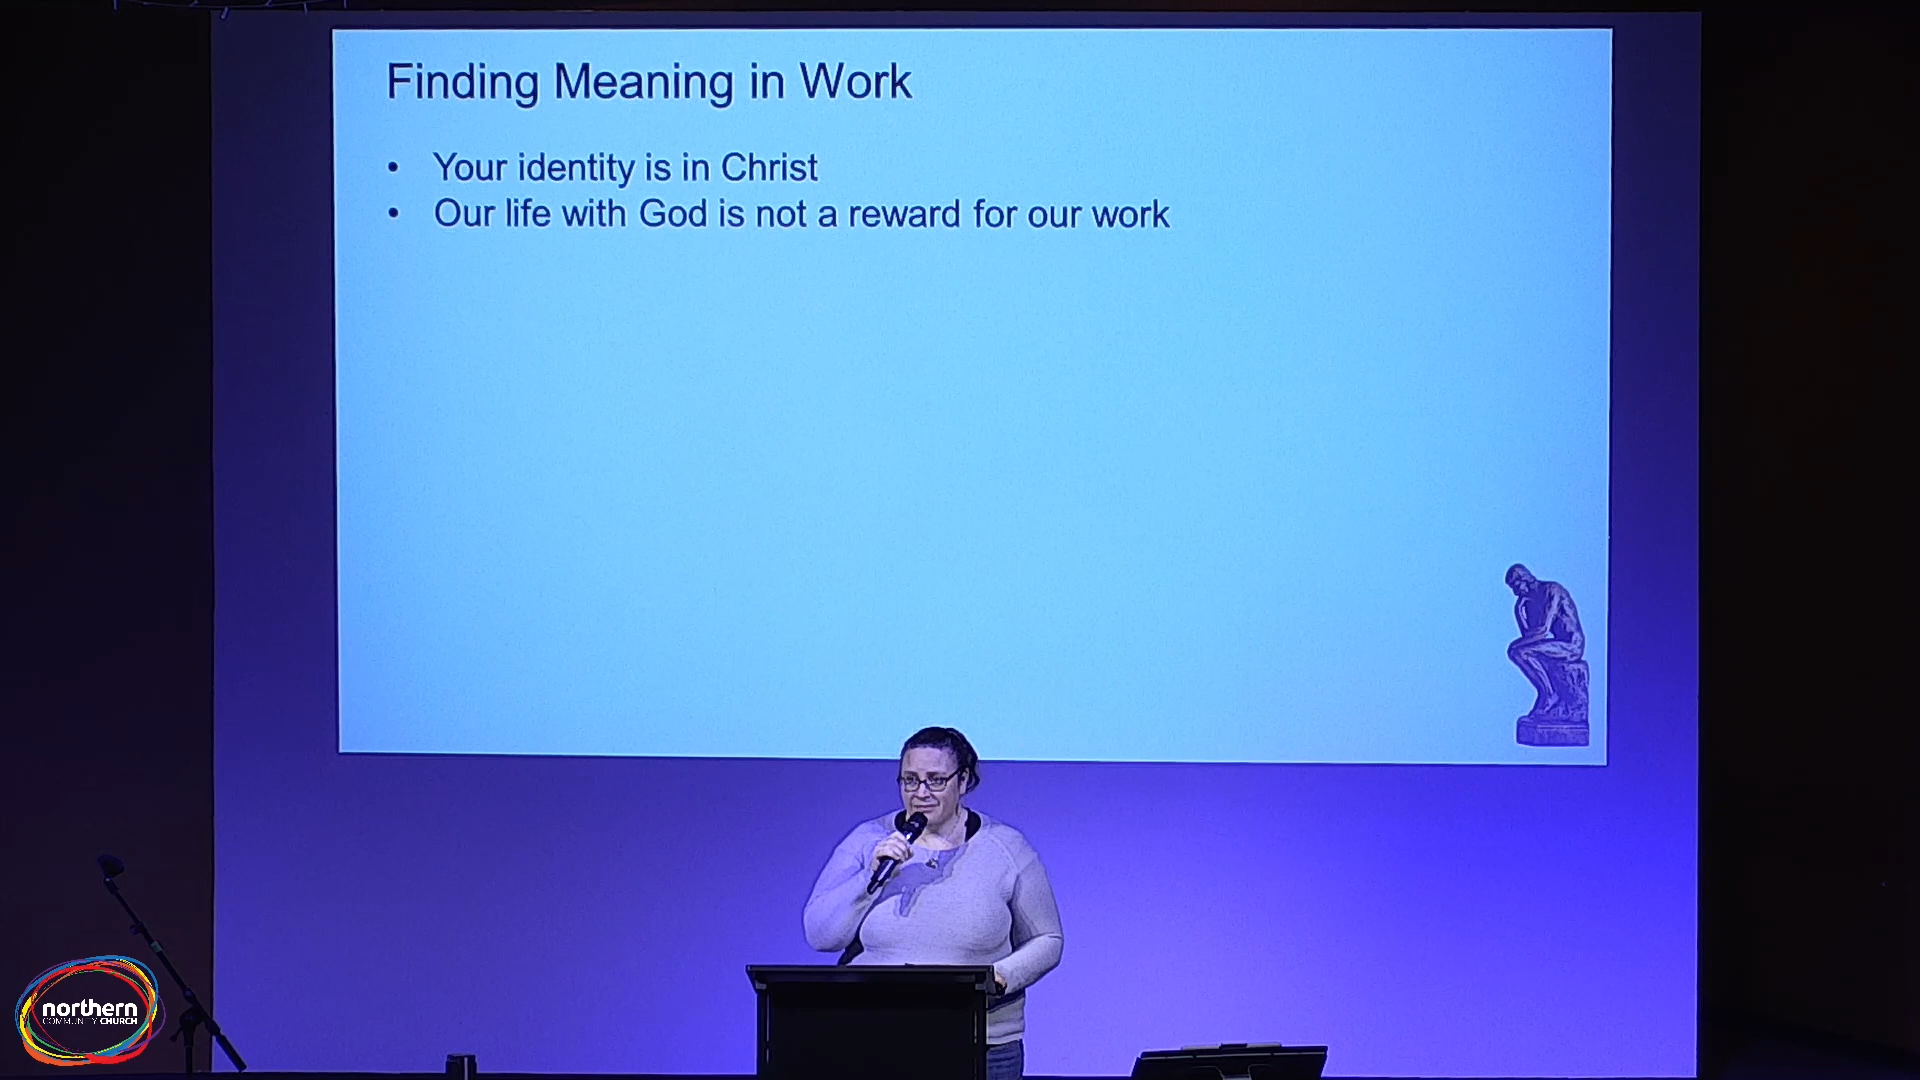 Finding Meaning in Work
• Your identity is in Christ
• Our life with God is not a reward for our work
northern
COMMUNITY CHURCH